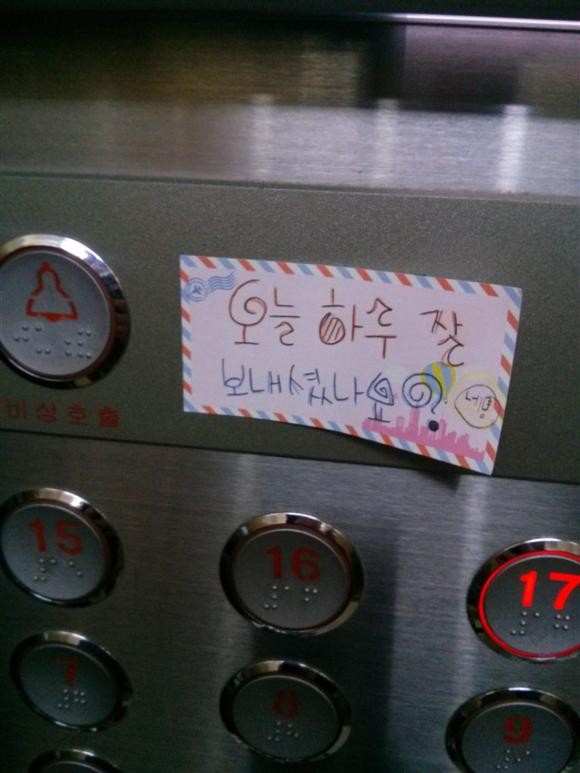 오늘 하루 잘
보내셨나요?
네!
비상호출
15 16 17
7 8 9